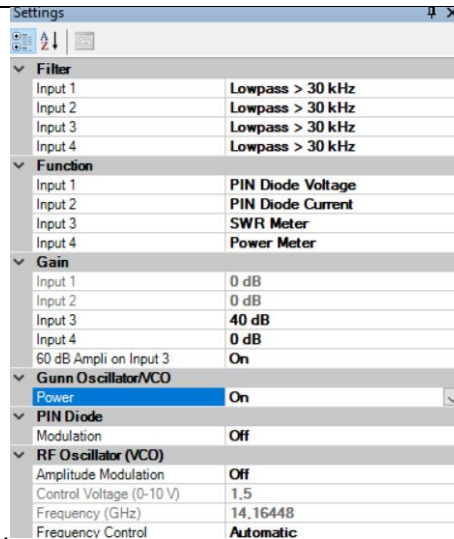 Settings
Filter
Input 1 Lowpass > 30 kHz
Input 2 Lowpass > 30 kHz
Input 3 Lowpass > 30 kHz
Input 4 Lowpass > 30 kHz
Function
Input 1 PIN Diode Voltage
Input 2 PIN Diode Current
Input 3 SWR Meter
Input 4 Power Meter
Gain
Input 1 0 dB
Input 2 0 dB
Input 3 40 dB
Input 4 0 dB
60 dB Ampli on Input 3 On
Gunn Oscillator/VCO
Power On
PIN Diode
Modulation Off
RF Oscillator (VCO)
Amplitude Modulation Off
Control Voltage (0-10 V) 1,5
Frequency (GHz) 14,16448
Frequency Control Automatic